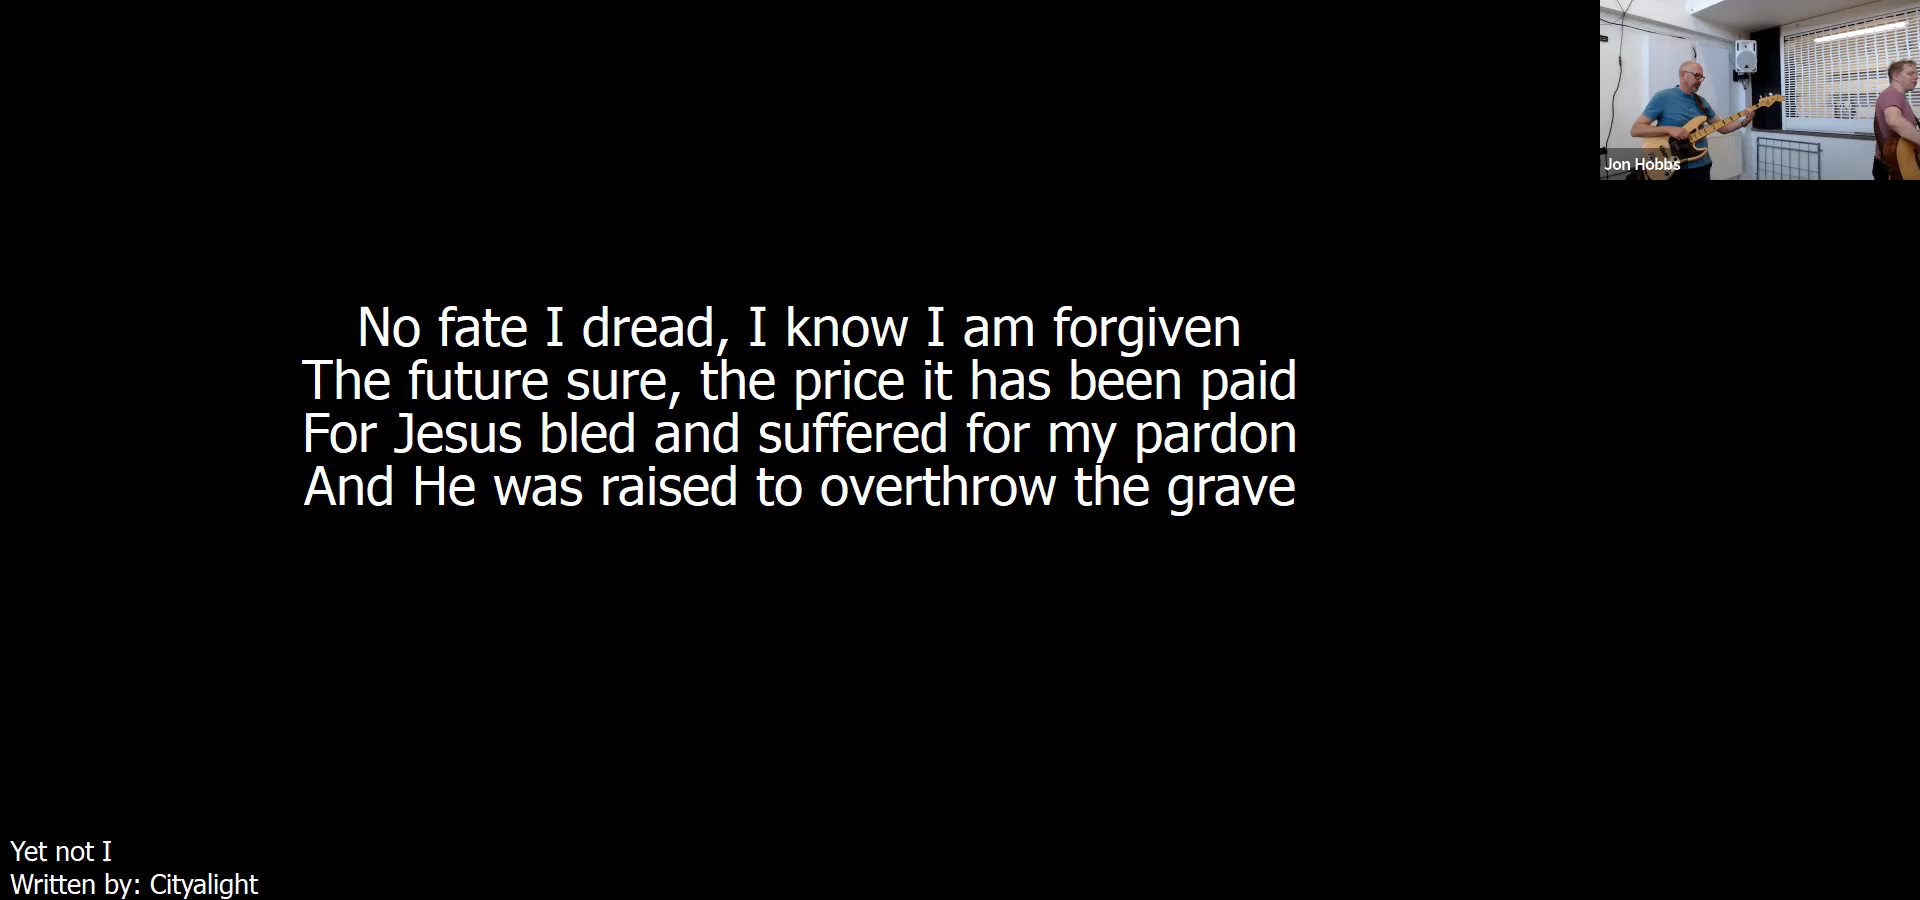 No fate I dread, I know I am forgiven
The future sure, the price it has been paid
For Jesus bled and suffered for my pardon
And He was raised to overthrow the grave
Jon Hobbs
Yet not I
Written by: Cityalight